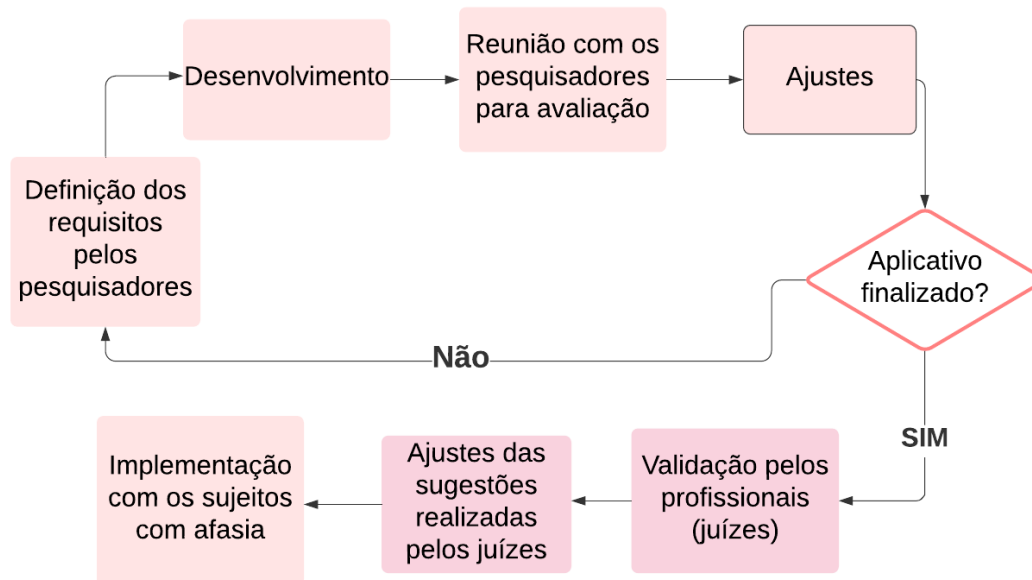 Definição dos
requisitos
pelos
pesquisadores
Desenvolvimento
Reunião com os
pesquisadores
para avaliação
Ajustes
Aplicativo
finalizado?
Não
SIM
Validação pelos
profissionais
(juízes)
Ajustes das
sugestões
realizadas
pelos juízes
Implementação
com os sujeitos
com afasia